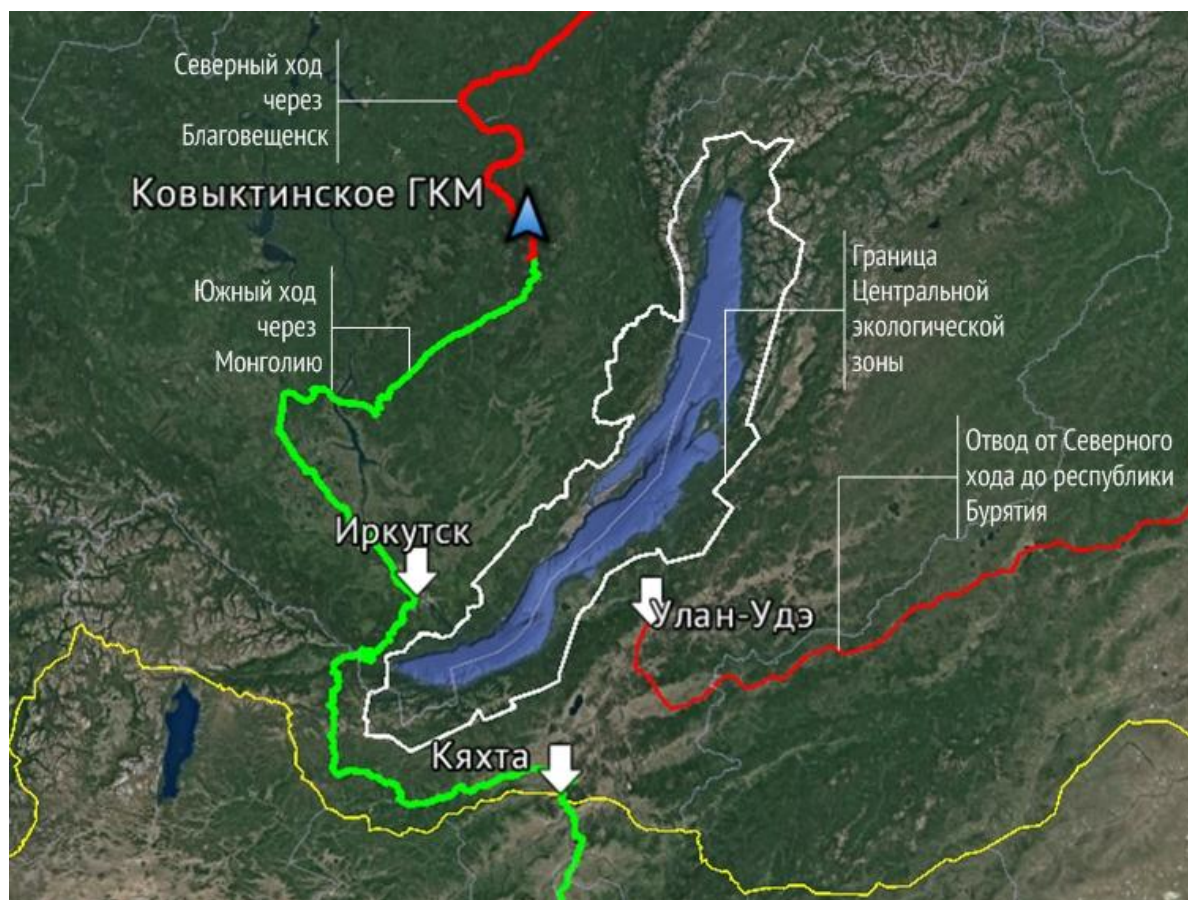 Северный ход
через
Благовещенск
Ковыктинское ГКМ
Южный ход
через
Монголию
Граница
Центральной
экологической
зоны
Отвод от Северного
хода до республики
Бурятия
Иркутск
Улан-Удэ
Кяхта